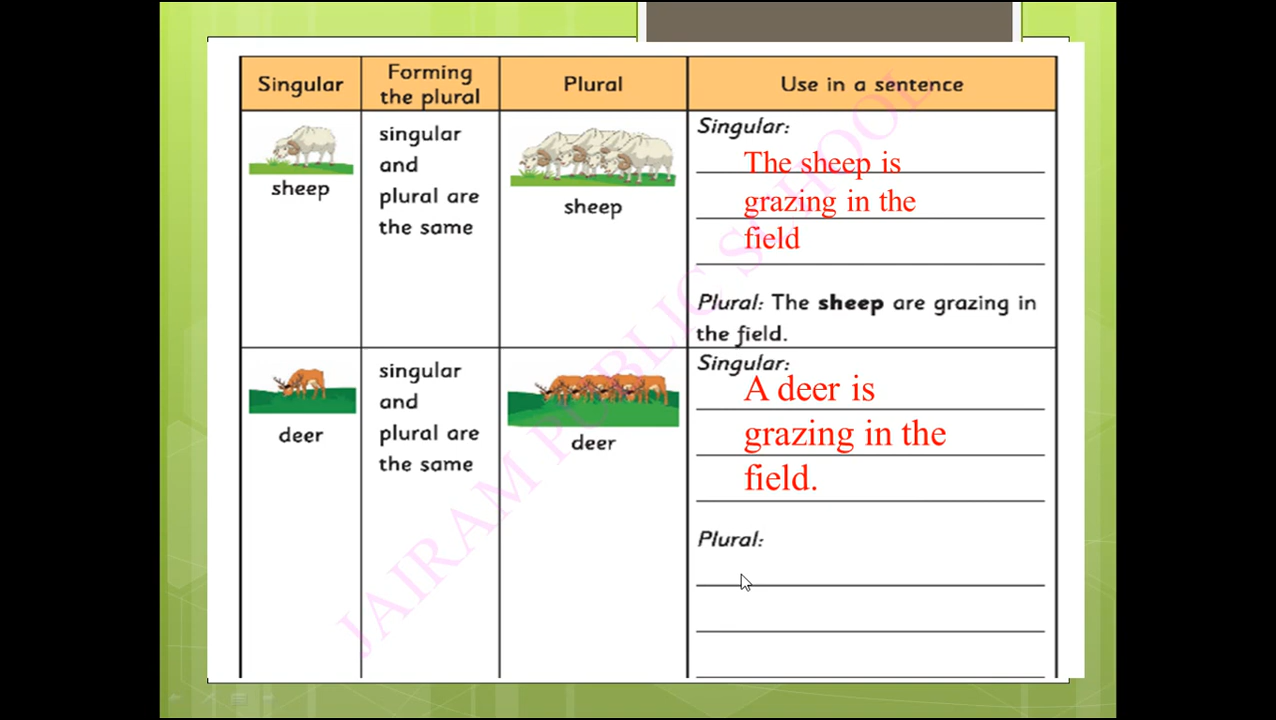 Singular
Forming
the plural
Plural
Use in a sentence
sheep
singular
and
plural are
the same
sheep
Singular:
The sheep is
grazing in the
field
Plural: The sheep are grazing in
the field.
deer
singular
and
plural are
the same
deer
Singular:
A deer is
grazing in the
field.
Plural:
JAIRAM PUBLIC SCHOOL